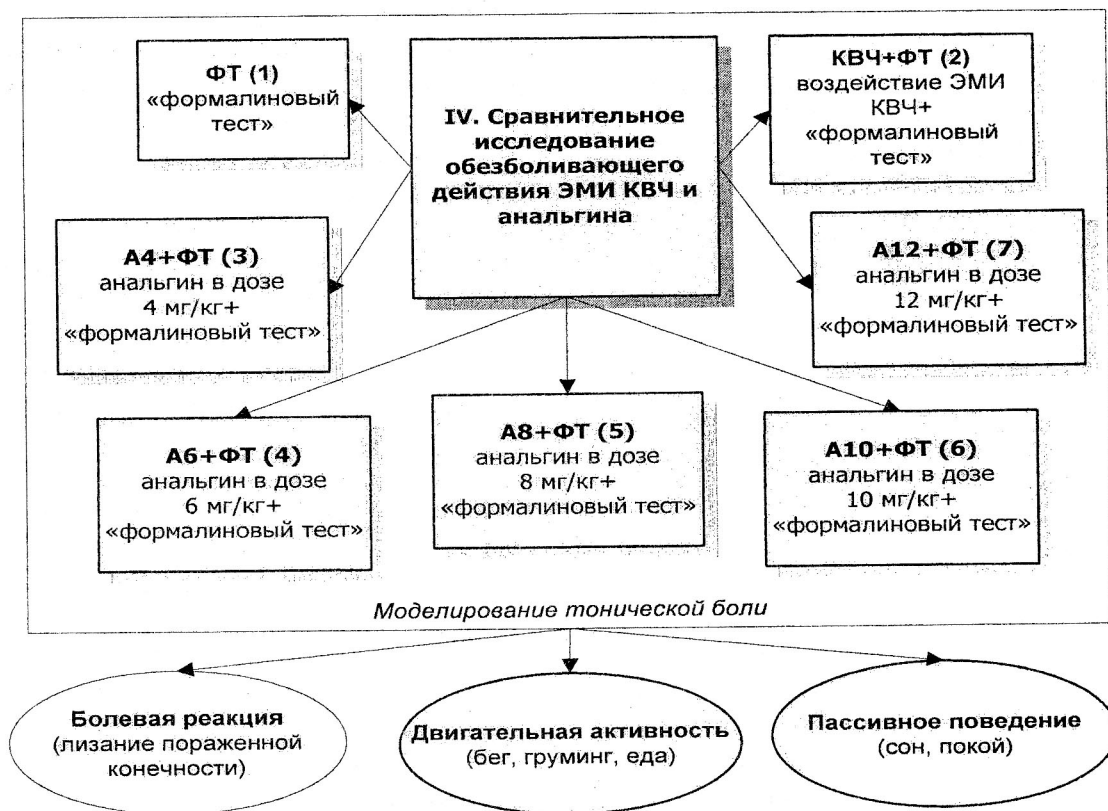 ФТ (1)
«формалиновый
тест»
IV. Сравнительное
исследование
обезболивающего
действия ЭМИ КВЧ и
анальгина
КВЧ+ФТ (2)
воздействие ЭМИ
КВЧ+
«формалиновый
тест»
А4+ФТ (3)
анальгин в дозе
4 мг/кг+
«формалиновый тест»
А12+ФТ (7)
анальгин в дозе
12 мг/кг+
«формалиновый тест»
А6+ФТ (4)
анальгин в дозе
6 мг/кг+
«формалиновый тест»
А8+ФТ (5)
анальгин в дозе
8 мг/кг+
«формалиновый тест»
А10+ФТ (6)
анальгин в дозе
10 мг/кг+
«формалиновый тест»
Моделирование тонической боли
Болевая реакция
(лизание пораженной
конечности)
Двигательная активность
(бег, груминг, еда)
Пассивное поведение
(сон, покой)